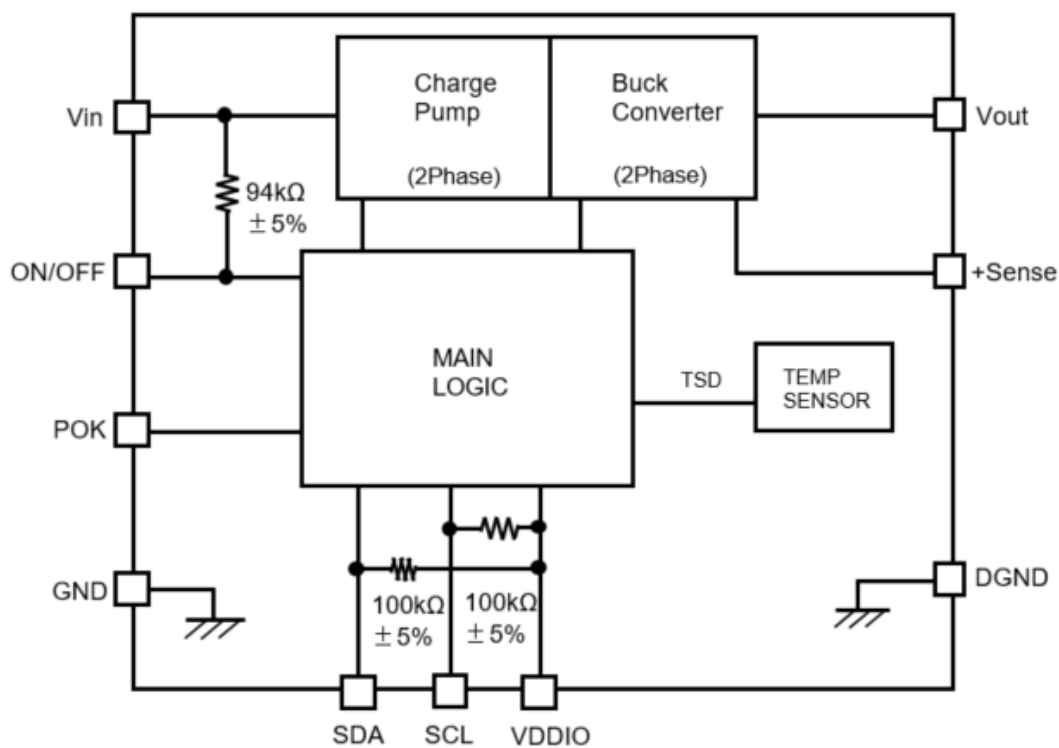 Charge
Pump
(2Phase)
Buck
Converter
(2Phase)
Vin
Vout
94kΩ
±5%
ON/OFF
+Sense
MAIN
LOGIC
TSD
TEMP
SENSOR
POK
GND
DGND
100kΩ
±5%
100kΩ
±5%
SDA
SCL
VDDIO